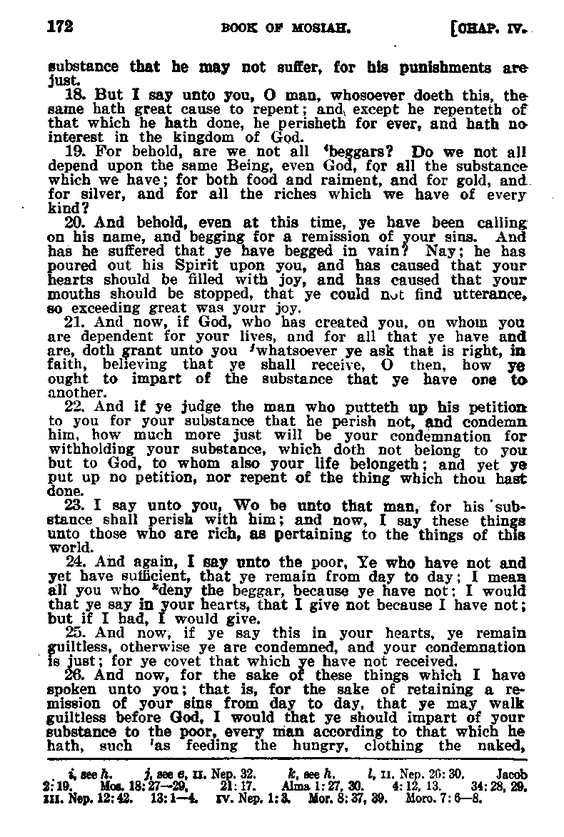 172 BOOK OF MOSIAH. [CHAP. IV.
substance that he may not suffer, for his punishments are
just.
18. But I say unto you, O man, whosoever doeth this, the
same hath great cause to repent; and, except he repenteth of
that which he hath done, he perisheth for ever, and hath no
interest in the kingdom of God.
19. For behold, are we not all ⁱbeggars? Do we not all
depend upon the same Being, even God, for all the substance
which we have; for both food and raiment, and for gold, and
for silver, and for all the riches which we have of every
kind?
20. And behold, even at this time, ye have been calling
on his name, and begging for a remission of your sins. And
has he suffered that ye have begged in vain? Nay; he has
poured out his Spirit upon you, and has caused that your
hearts should be filled with joy, and has caused that your
mouths should be stopped, that ye could not find utterance,
so exceeding great was your joy.
21. And now, if God, who has created you, on whom you
are dependent for your lives, and for all that ye have and
are, doth grant unto you ʲwhatsoever ye ask that is right, in
faith, believing that ye shall receive, O then, how ye
ought to impart of the substance that ye have one to
another.
22. And if ye judge the man who putteth up his petition
to you for your substance that he perish not, and condemn
him, how much more just will be your condemnation for
withholding your substance, which doth not belong to you
but to God, to whom also your life belongeth; and yet ye
put up no petition, nor repent of the thing which thou hast
done.
23. I say unto you, Wo be unto that man, for his sub-
stance shall perish with him; and now, I say these things
unto those who are rich, as pertaining to the things of this
world.
24. And again, I say unto the poor, Ye who have not and
yet have sufficient, that ye remain from day to day; I mean
all you who ᵏdeny the beggar, because ye have not; I would
that ye say in your hearts, that I give not because I have not;
but if I had, I would give.
25. And now, if ye say this in your hearts, ye remain
guiltless, otherwise ye are condemned, and your condemnation
is just; for ye covet that which ye have not received.
26. And now, for the sake of these things which I have
spoken unto you; that is, for the sake of retaining a re-
mission of your sins from day to day, that ye may walk
guiltless before God, I would that ye should impart of your
substance to the poor, every man according to that which he
hath, such ˡas feeding the hungry, clothing the naked,
i, see h. j, see e, II. Nep. 32. k, see h. l, II. Nep. 26: 30. Jacob
2: 19. Mos. 18: 27—29. 21: 17. Alma 1: 27, 30. 4: 12, 13. 34: 28, 29.
III. Nep. 12: 42. 13: 1—4. IV. Nep. 1: 3. Mor. 8: 37, 39. Moro. 7: 6—8.